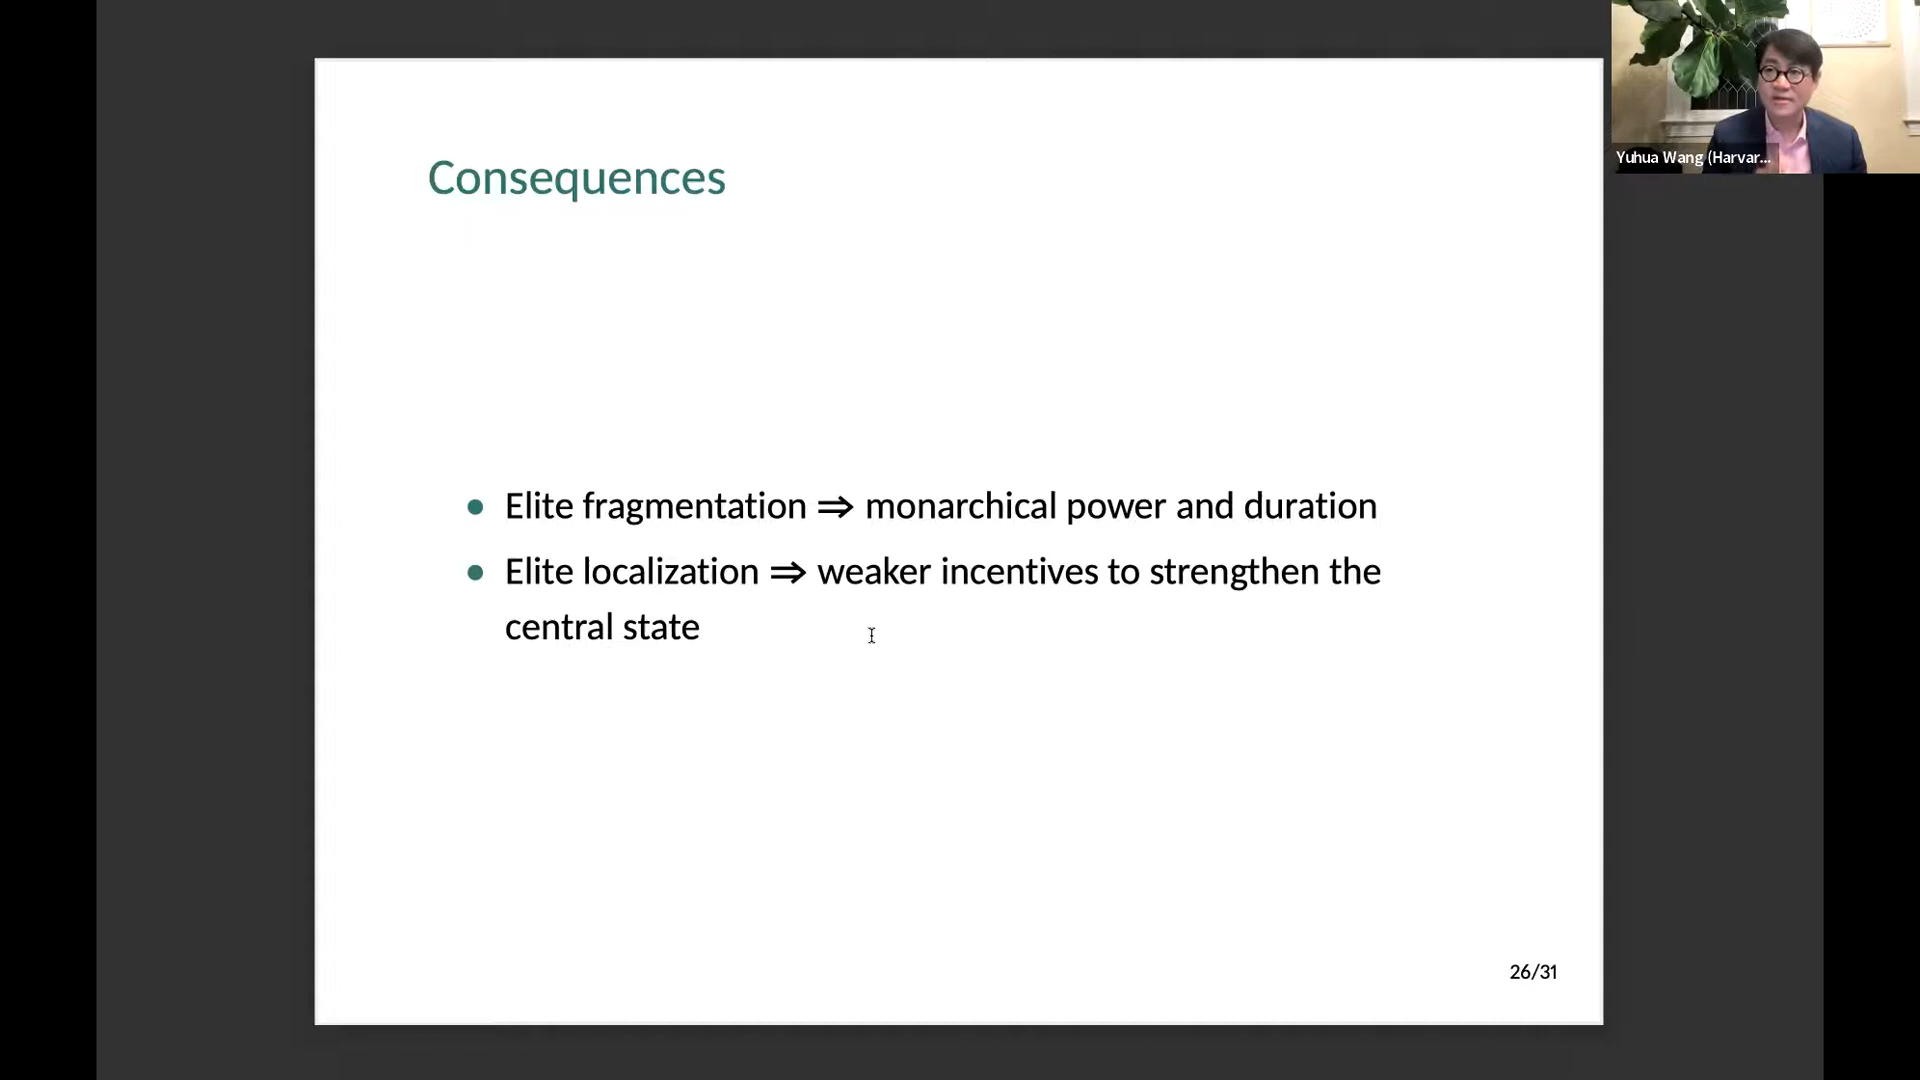 Yuhua Wang (Harvar...
Consequences
• Elite fragmentation ⇒ monarchical power and duration
• Elite localization ⇒ weaker incentives to strengthen the
central state
26/31